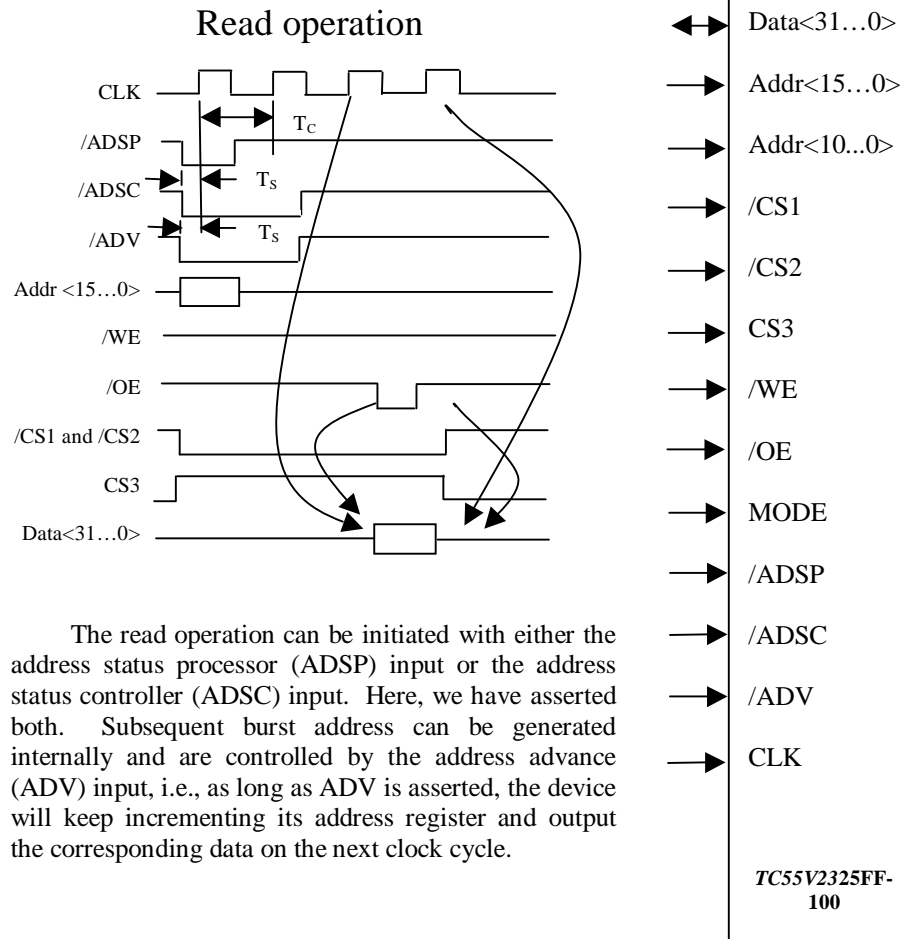 Read operation
CLK
T_C
/ADSP
T_S
/ADSC
T_S
/ADV
Addr <15…0>
/WE
/OE
/CS1 and /CS2
CS3
Data<31…0>
The read operation can be initiated with either the
address status processor (ADSP) input or the address
status controller (ADSC) input. Here, we have asserted
both. Subsequent burst address can be generated
internally and are controlled by the address advance
(ADV) input, i.e., as long as ADV is asserted, the device
will keep incrementing its address register and output
the corresponding data on the next clock cycle.
Data<31…0>
Addr<15…0>
Addr<10...0>
/CS1
/CS2
CS3
/WE
/OE
MODE
/ADSP
/ADSC
/ADV
CLK
TC55V2325FF-
100